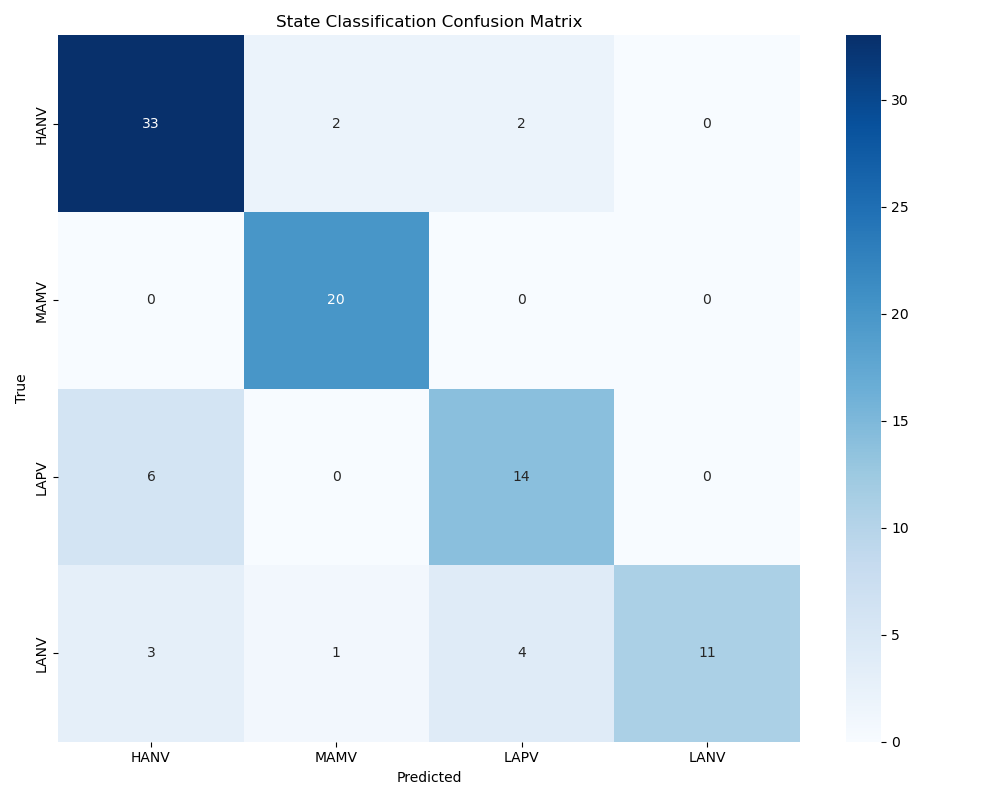 State Classification Confusion Matrix
True
HANV
33 2 2 0
MAMV
0 20 0 0
LAPV
6 0 14 0
LANV
3 1 4 11
HANV MAMV LAPV LANV
Predicted
30
25
20
15
10
5
0